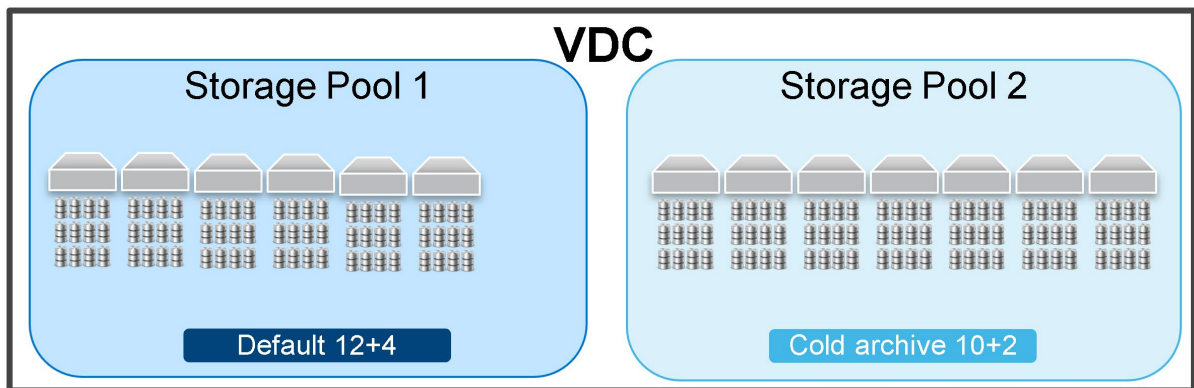 VDC
Storage Pool 1
Storage Pool 2
Default 12+4
Cold archive 10+2